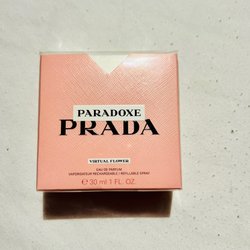 PARADOXE
PRADA
VIRTUAL FLOWER
EAU DE PARFUM
VAPORISATEUR RECHARGEABLE / REFILLABLE SPRAY
℮ 30 ml 1 FL. OZ